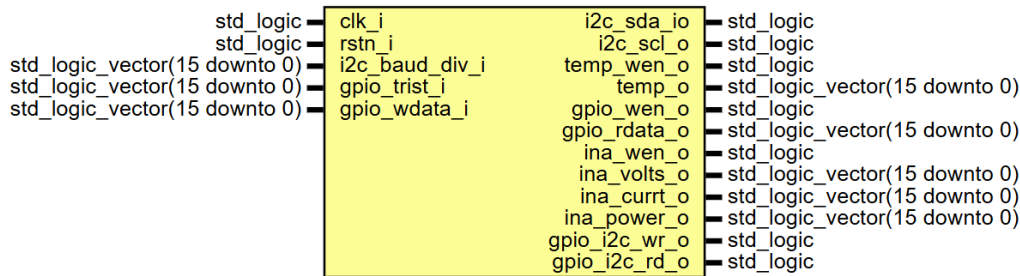 std_logic clk_i i2c_sda_io std_logic
std_logic rstn_i i2c_scl_o std_logic
std_logic_vector(15 downto 0) i2c_baud_div_i temp_wen_o std_logic
std_logic_vector(15 downto 0) gpio_trist_i temp_o std_logic_vector(15 downto 0)
std_logic_vector(15 downto 0) gpio_wdata_i gpio_wen_o std_logic
gpio_rdata_o std_logic_vector(15 downto 0)
ina_wen_o std_logic
ina_volts_o std_logic_vector(15 downto 0)
ina_currt_o std_logic_vector(15 downto 0)
ina_power_o std_logic_vector(15 downto 0)
gpio_i2c_wr_o std_logic
gpio_i2c_rd_o std_logic